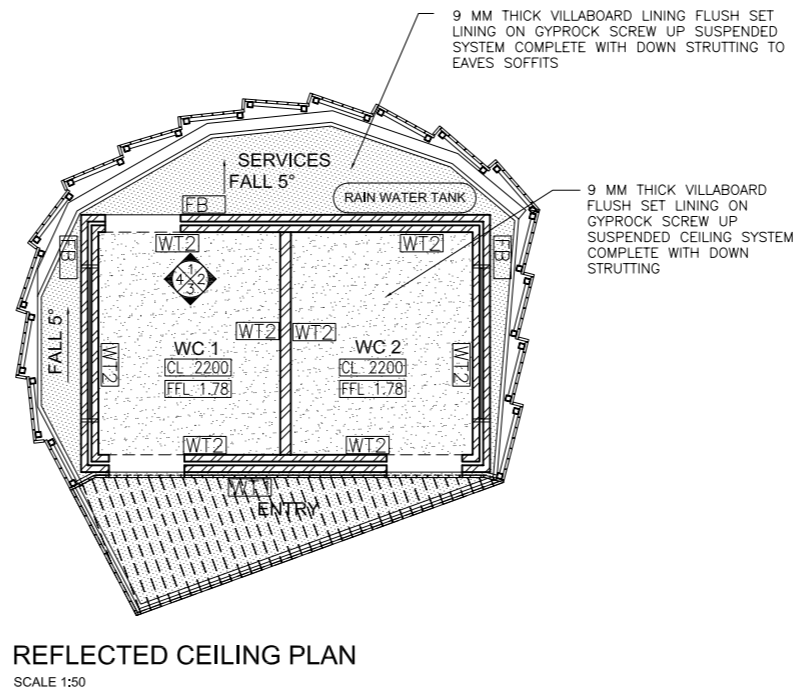 9 MM THICK VILLABOARD LINING FLUSH SET
LINING ON GYPROCK SCREW UP SUSPENDED
SYSTEM COMPLETE WITH DOWN STRUTTING TO
EAVES SOFFITS
SERVICES
FALL 5°
FB
RAIN WATER TANK
9 MM THICK VILLABOARD
FLUSH SET LINING ON
GYPROCK SCREW UP
SUSPENDED CEILING SYSTEM
COMPLETE WITH DOWN
STRUTTING
FB
WT2
WT2
FB
1
4 2
3
FALL 5°
WT2
WT2
WT2
WT2
WC 1
CL 2200
FFL 1.78
WC 2
CL 2200
FFL 1.78
WT2
WT2
WT1
ENTRY
REFLECTED CEILING PLAN
SCALE 1:50